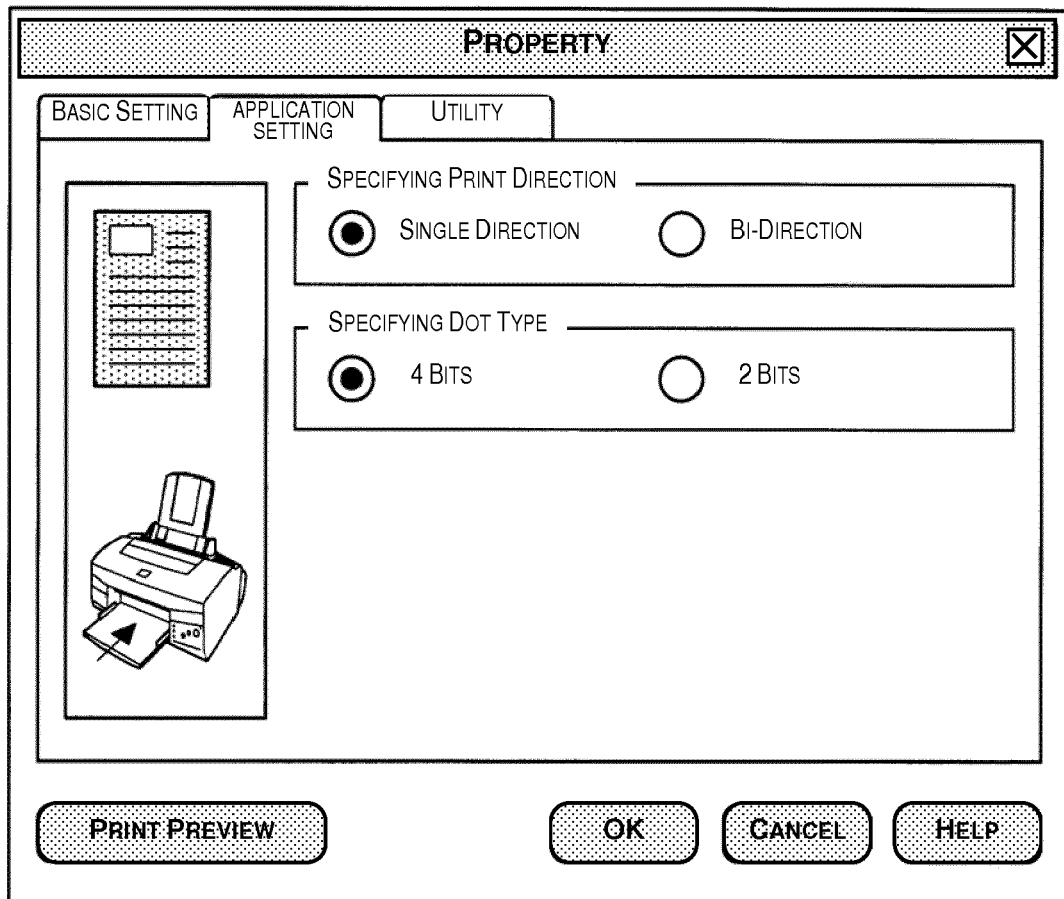 PROPERTY
BASIC SETTING
APPLICATION
SETTING
UTILITY
SPECIFYING PRINT DIRECTION
SINGLE DIRECTION
BI-DIRECTION
SPECIFYING DOT TYPE
4 BITS
2 BITS
PRINT PREVIEW
OK
CANCEL
HELP